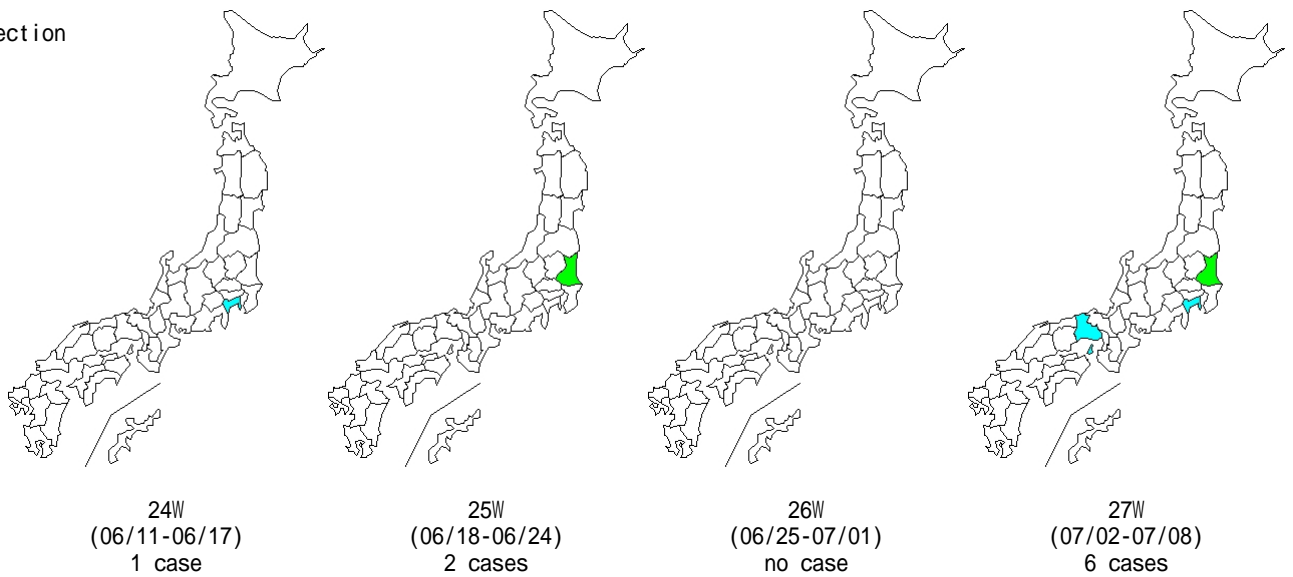 ection
24W
(06/11-06/17)
1 case
25W
(06/18-06/24)
2 cases
26W
(06/25-07/01)
no case
27W
(07/02-07/08)
6 cases